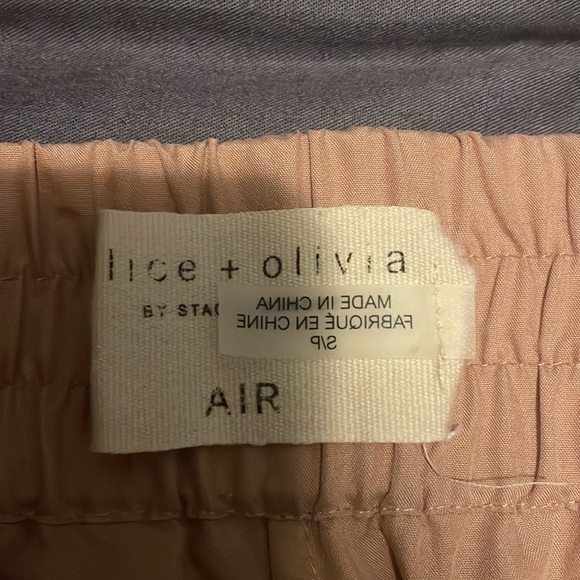 lice + olivia
BY STAC
MADE IN CHINA
FABRIQUÉ EN CHINE
S/P
AIR